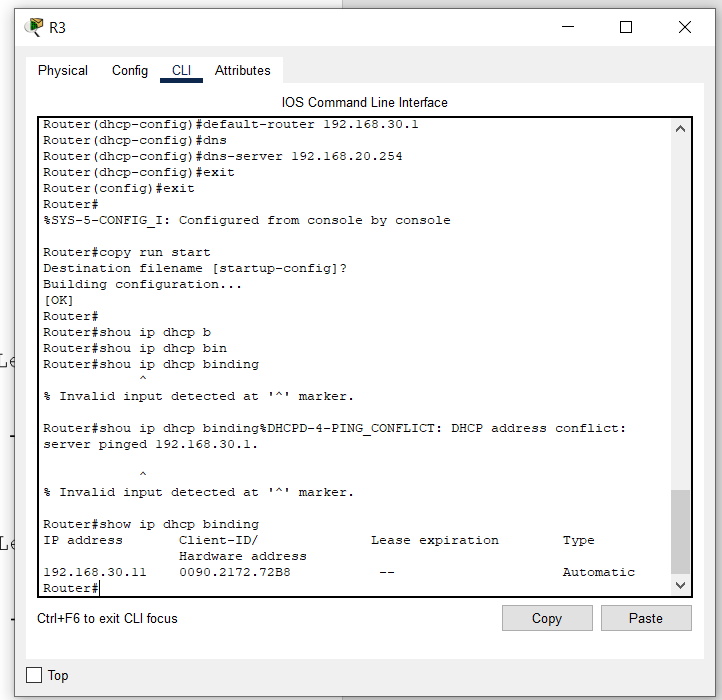 R3
Physical Config CLI Attributes
IOS Command Line Interface
Router(dhcp-config)#default-router 192.168.30.1
Router(dhcp-config)#dns
Router(dhcp-config)#dns-server 192.168.20.254
Router(dhcp-config)#exit
Router(config)#exit
Router#
%SYS-5-CONFIG_I: Configured from console by console
Router#copy run start
Destination filename [startup-config]?
Building configuration...
[OK]
Router#
Router#shou ip dhcp b
Router#shou ip dhcp bin
Router#shou ip dhcp binding
^
% Invalid input detected at '^' marker.
Router#shou ip dhcp binding%DHCPD-4-PING_CONFLICT: DHCP address conflict:
server pinged 192.168.30.1.
^
% Invalid input detected at '^' marker.
Router#show ip dhcp binding
IP address Client-ID/ Lease expiration Type
Hardware address
192.168.30.11 0090.2172.72B8 -- Automatic
Router#
Ctrl+F6 to exit CLI focus
Copy Paste
Top